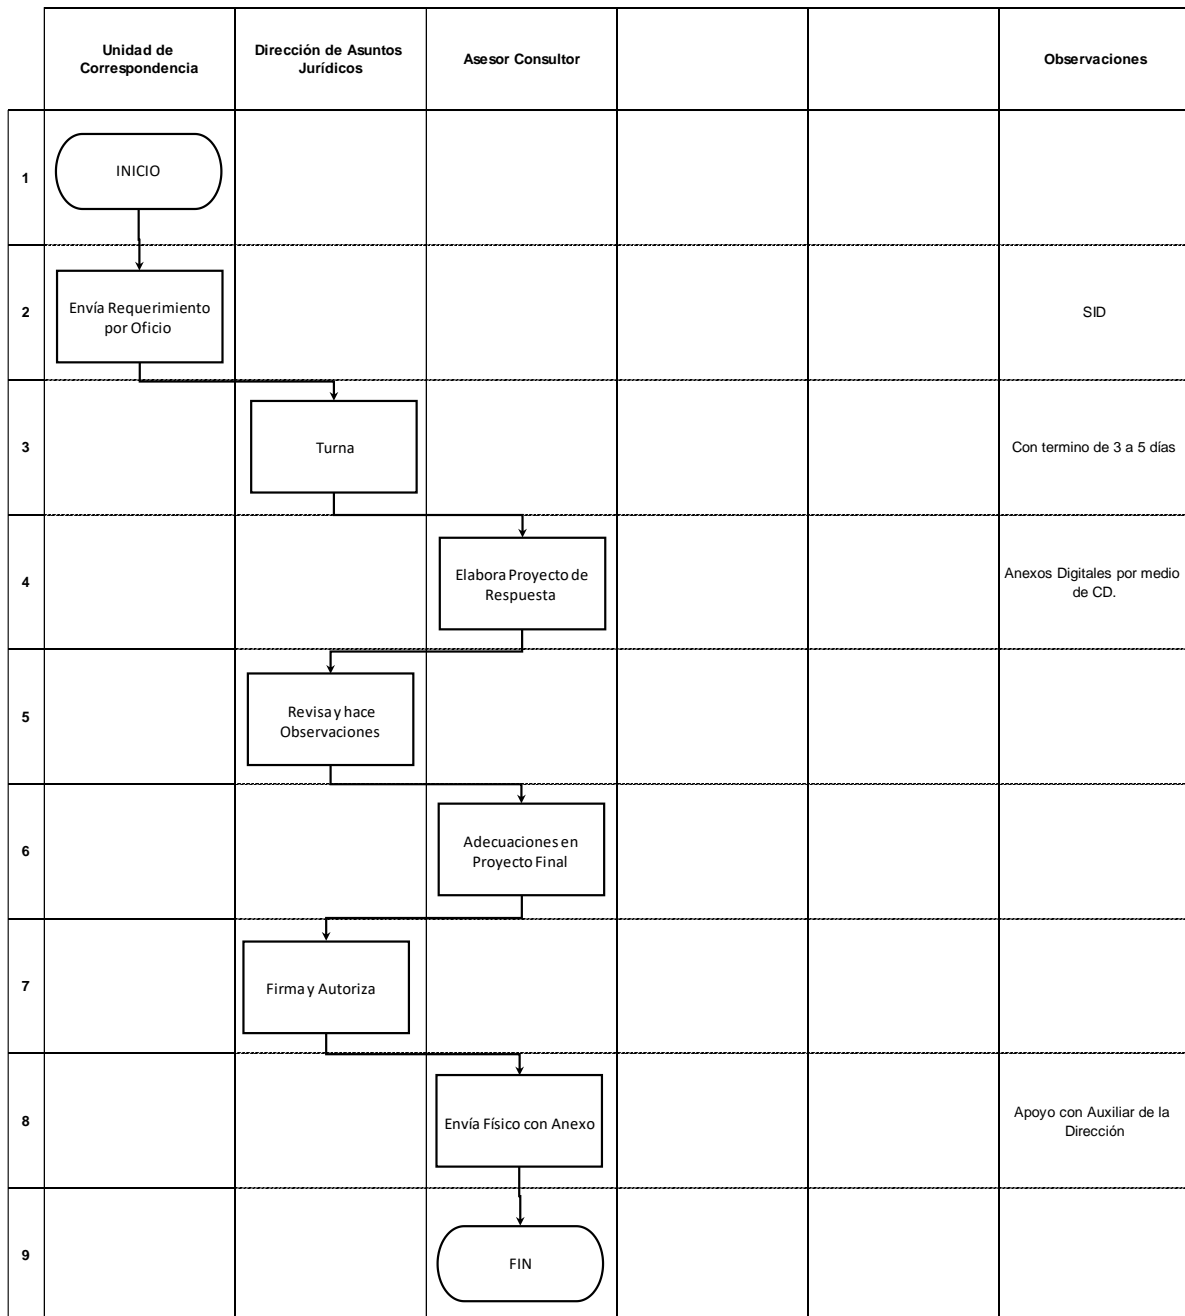 Unidad de
Correspondencia
Dirección de Asuntos
Jurídicos
Asesor Consultor
Observaciones
1
INICIO
2
Envía Requerimiento
por Oficio
SID
3
Turna
Con termino de 3 a 5 días
4
Elabora Proyecto de
Respuesta
Anexos Digitales por medio
de CD.
5
Revisa y hace
Observaciones
6
Adecuaciones en
Proyecto Final
7
Firma y Autoriza
8
Envía Físico con Anexo
Apoyo con Auxiliar de la
Dirección
9
FIN